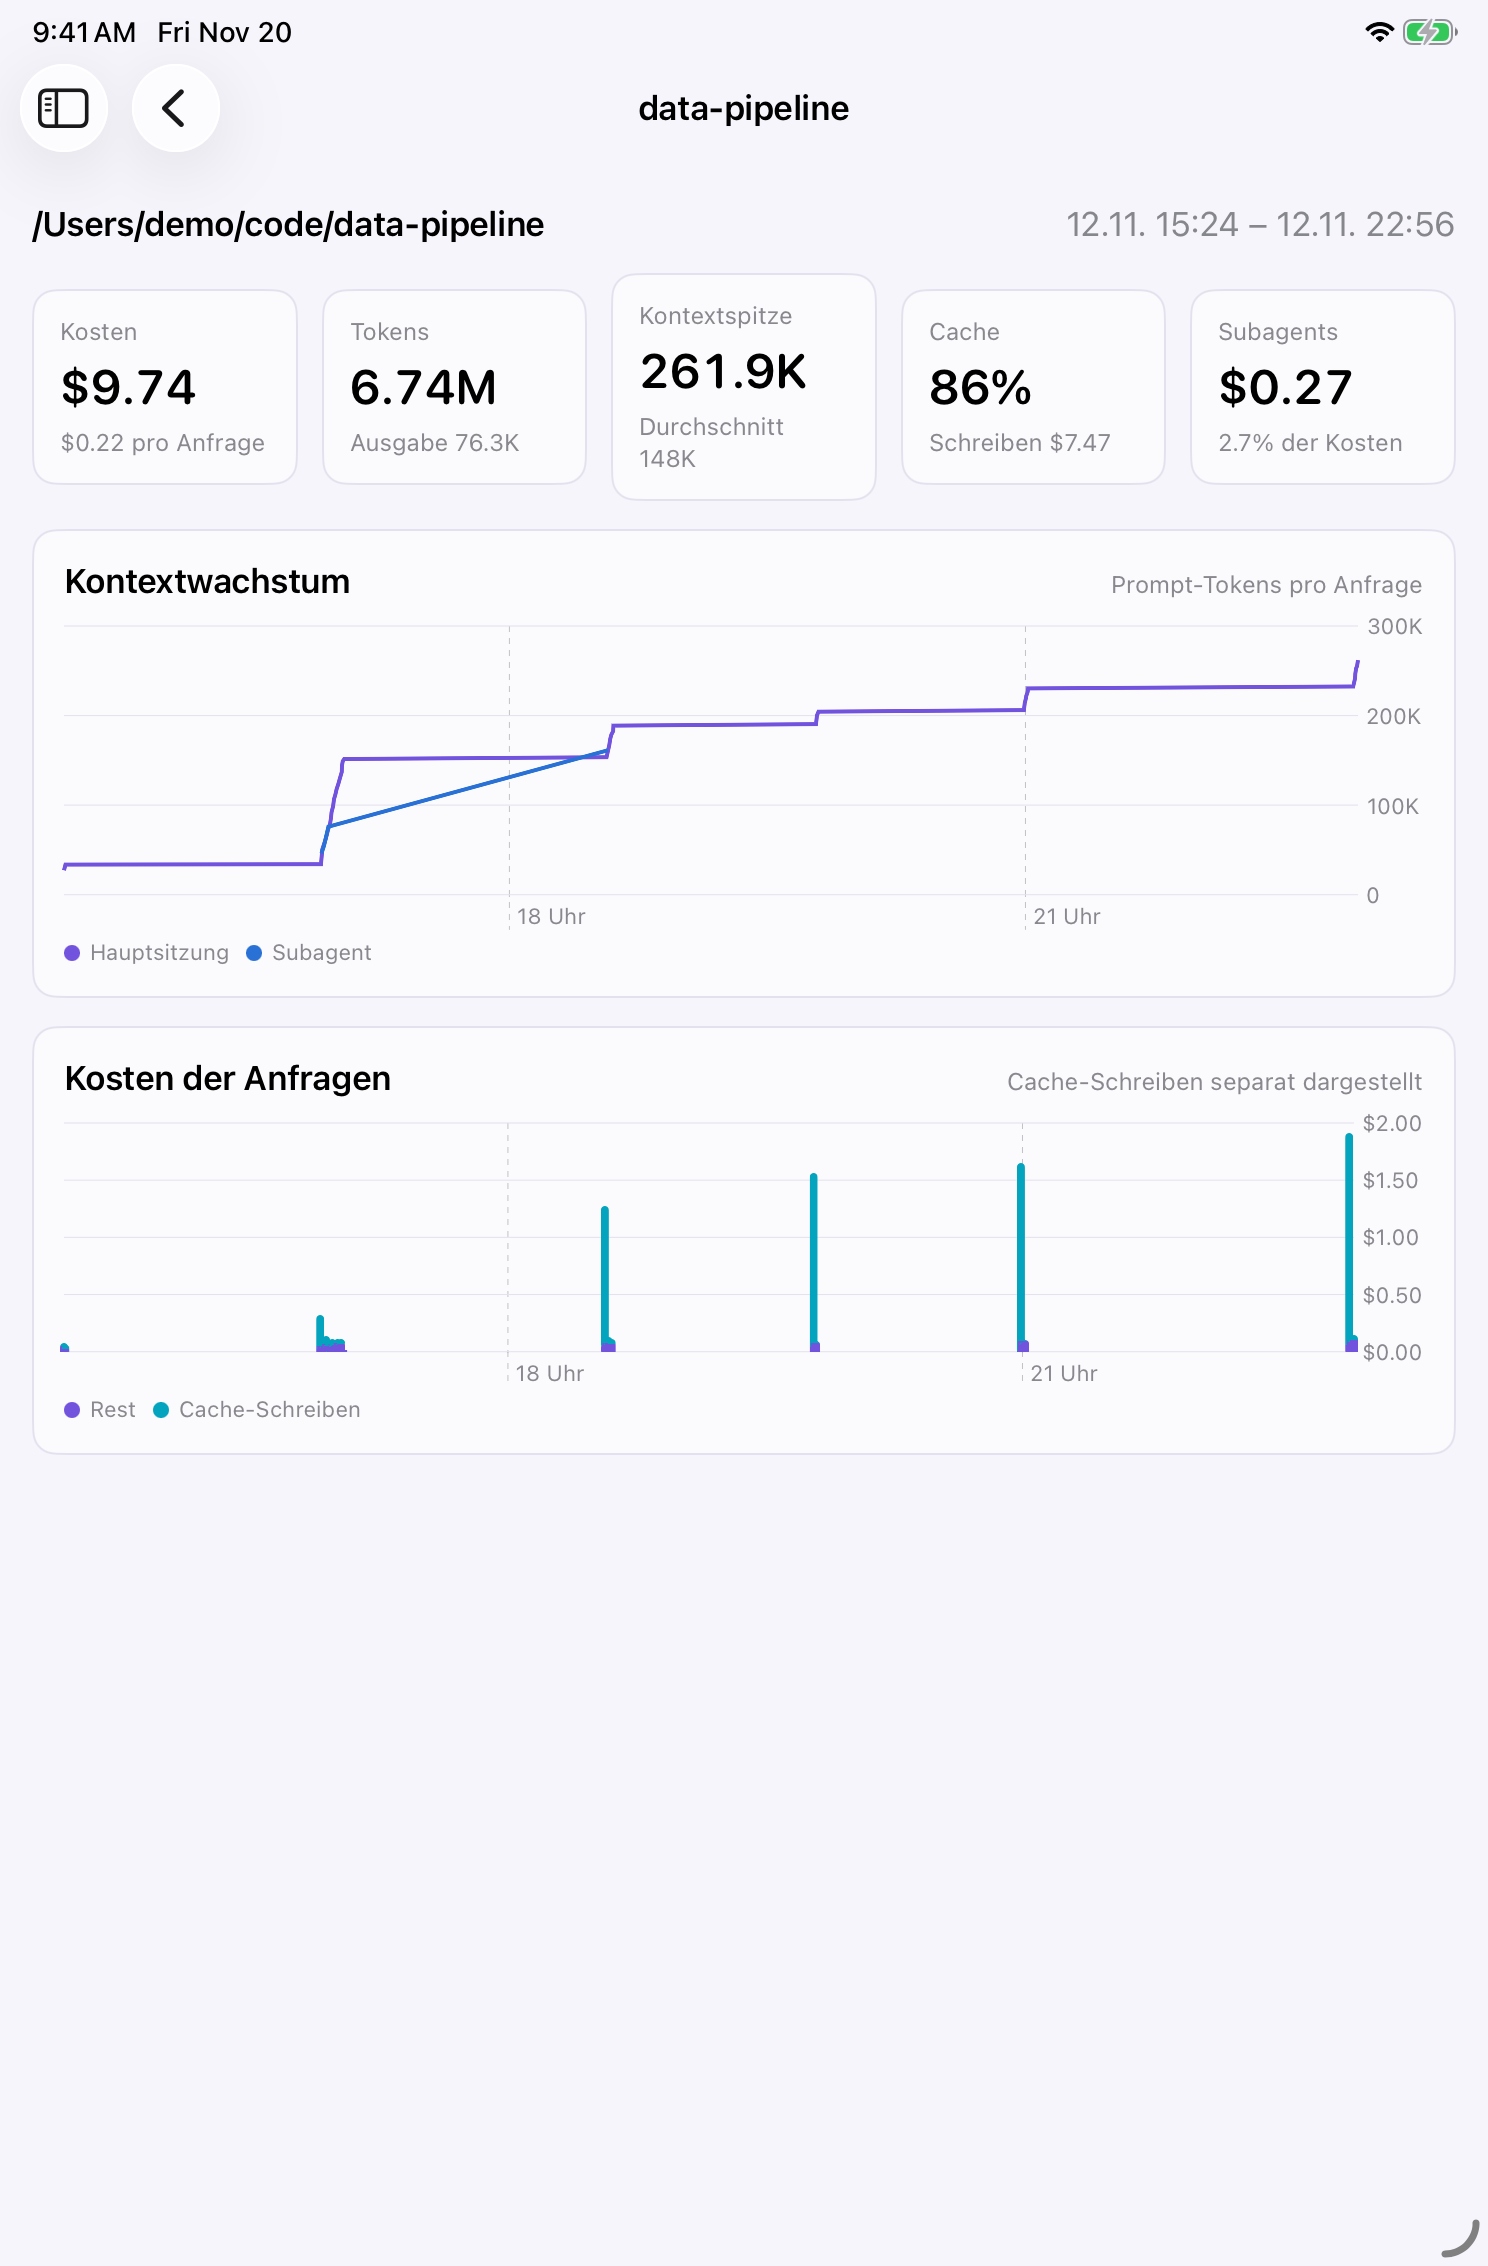 9:41 AM Fri Nov 20
data-pipeline
/Users/demo/code/data-pipeline
12.11. 15:24 – 12.11. 22:56
Kosten
$9.74
$0.22 pro Anfrage
Tokens
6.74M
Ausgabe 76.3K
Kontextspitze
261.9K
Durchschnitt
148K
Cache
86%
Schreiben $7.47
Subagents
$0.27
2.7% der Kosten
Kontextwachstum
Prompt-Tokens pro Anfrage
300K
200K
100K
0
18 Uhr
21 Uhr
Hauptsitzung
Subagent
Kosten der Anfragen
Cache-Schreiben separat dargestellt
$2.00
$1.50
$1.00
$0.50
$0.00
18 Uhr
21 Uhr
Rest
Cache-Schreiben